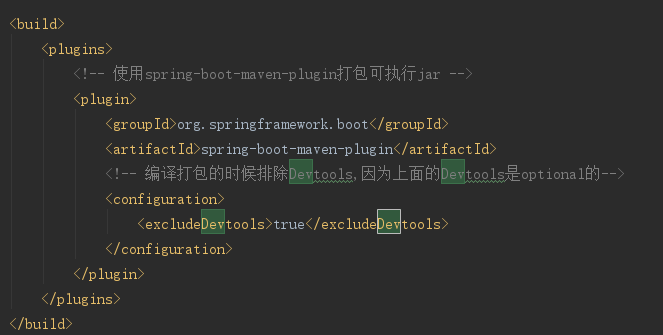 <build>
<plugins>
<!-- 使用spring-boot-maven-plugin打包可执行jar -->
<plugin>
<groupId>org.springframework.boot</groupId>
<artifactId>spring-boot-maven-plugin</artifactId>
<!-- 编译打包的时候排除Devtools,因为上面的Devtools是optional的-->
<configuration>
<excludeDevtools>true</excludeDevtools>
</configuration>
</plugin>
</plugins>
</build>